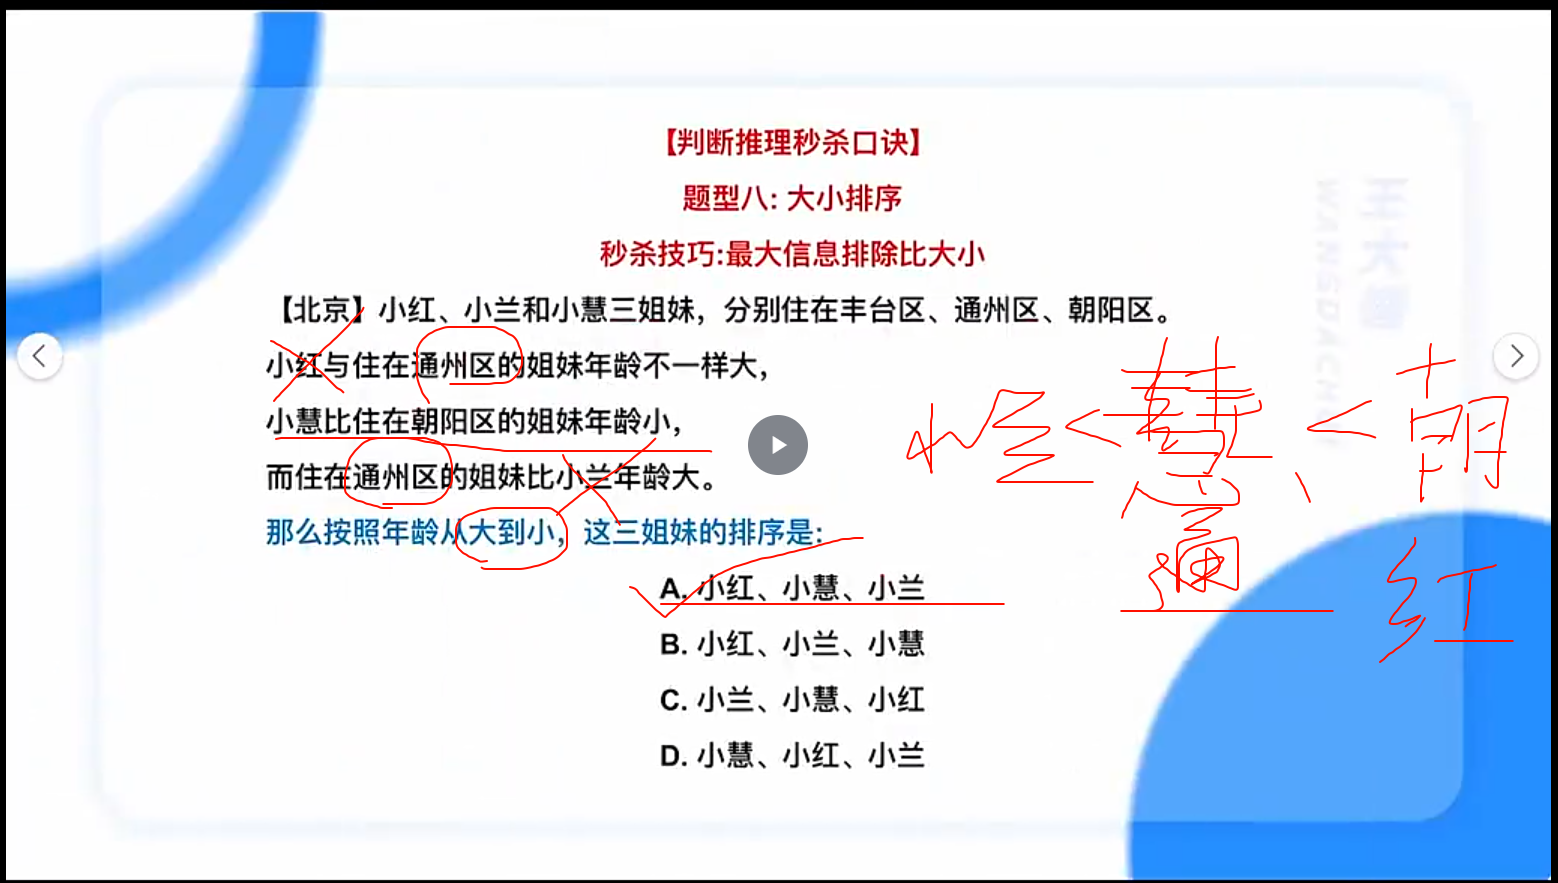 【判断推理秒杀口诀】
题型八: 大小排序
秒杀技巧:最大信息排除比大小
【北京】小红、小兰和小慧三姐妹，分别住在丰台区、通州区、朝阳区。
小红与住在通州区的姐妹年龄不一样大，
小慧比住在朝阳区的姐妹年龄小，
而住在通州区的姐妹比小兰年龄大。
那么按照年龄从大到小，这三姐妹的排序是:
A. 小红、小慧、小兰
B. 小红、小兰、小慧
C. 小兰、小慧、小红
D. 小慧、小红、小兰
小兰<慧<朝
通
红